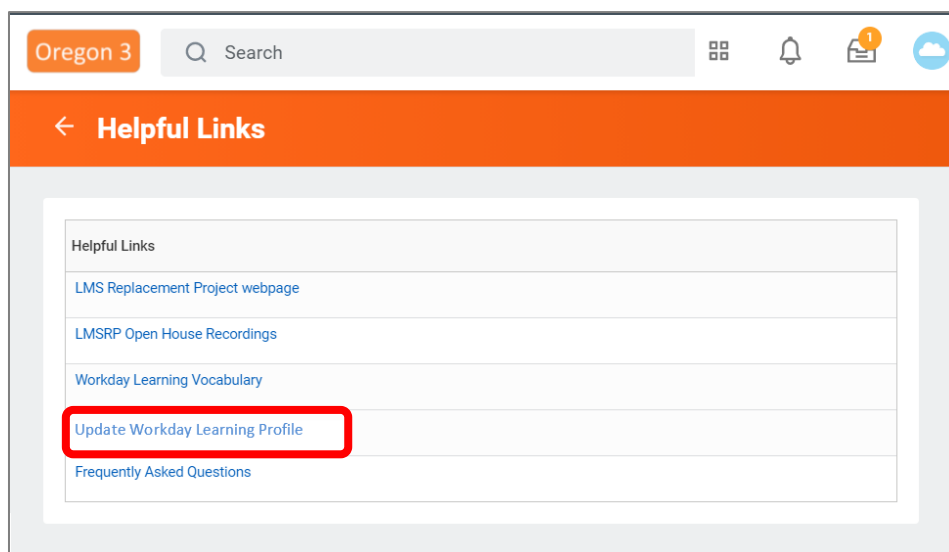 Oregon 3
Search
1
Helpful Links
Helpful Links
LMS Replacement Project webpage
LMSRP Open House Recordings
Workday Learning Vocabulary
Update Workday Learning Profile
Frequently Asked Questions